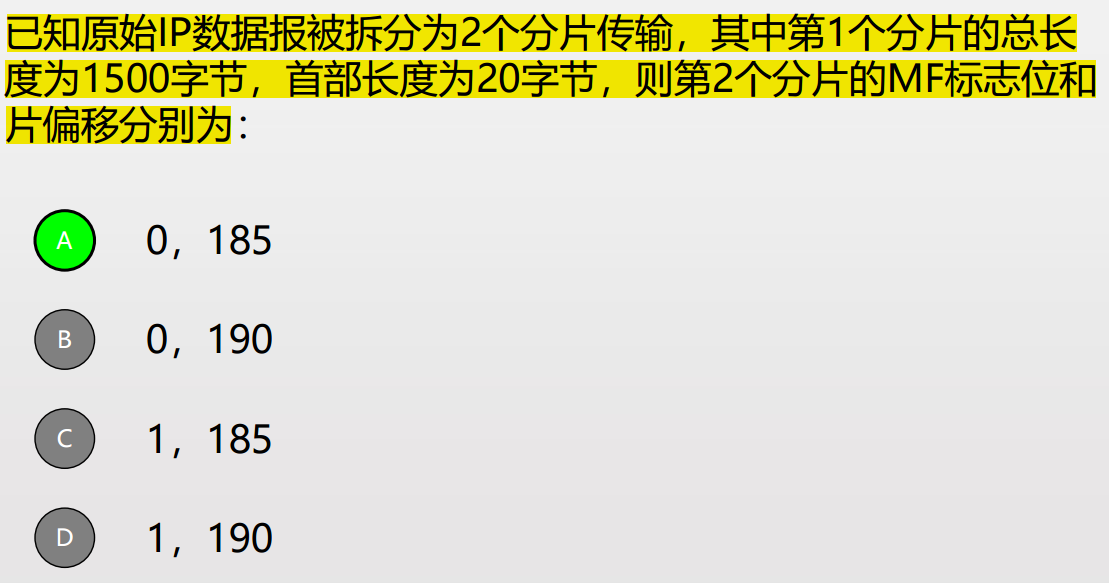 已知原始IP数据报被拆分为2个分片传输，其中第1个分片的总长
度为1500字节，首部长度为20字节，则第2个分片的MF标志位和
片偏移分别为：
A 0，185
B 0，190
C 1，185
D 1，190